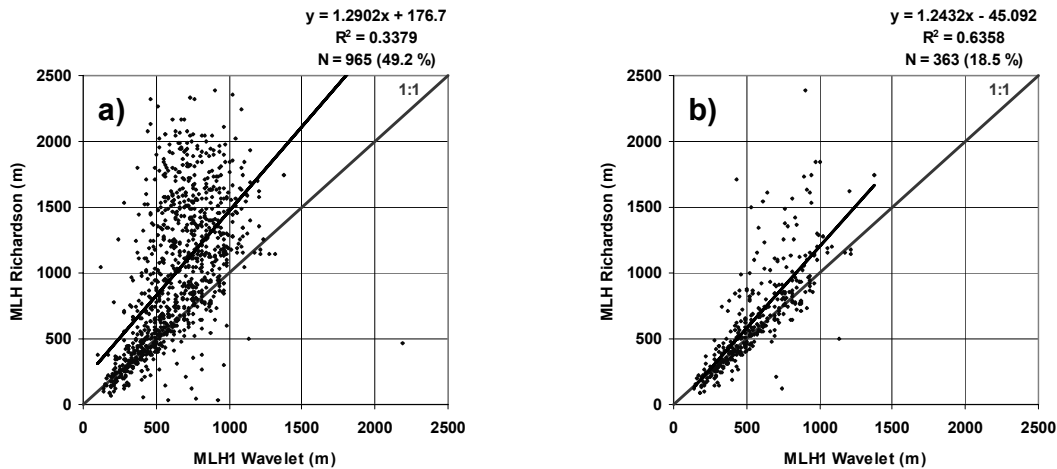 y = 1.2902x + 176.7
R² = 0.3379
N = 965 (49.2 %)
2500
2000
1500
1000
500
0
MLH Richardson (m)
a)
1:1
0 500 1000 1500 2000 2500
MLH1 Wavelet (m)
y = 1.2432x - 45.092
R² = 0.6358
N = 363 (18.5 %)
2500
2000
1500
1000
500
0
MLH Richardson (m)
b)
1:1
0 500 1000 1500 2000 2500
MLH1 Wavelet (m)